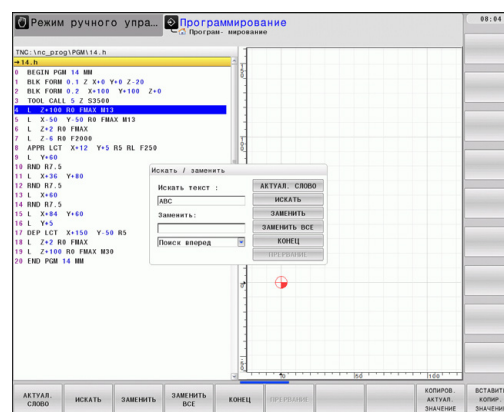 Режим ручного упра…
Программирование
Програм- мирование
08:04
TNC:\nc_prog\PGM\14.h
→14.h
0 BEGIN PGM 14 MM
1 BLK FORM 0.1 Z X+0 Y+0 Z-20
2 BLK FORM 0.2 X+100 Y+100 Z+0
3 TOOL CALL 5 Z S3500
4 L Z+100 R0 FMAX M13
5 L X-50 Y-50 R0 FMAX M13
6 L Z+2 R0 FMAX
7 L Z-6 R0 F2000
8 APPR LCT X+12 Y+5 R5 RL F250
9 L Y+60
10 RND R7.5
11 L X+36 Y+80
12 RND R7.5
13 L X+60
14 RND R7.5
15 L X+84 Y+60
16 L Y+5
17 DEP LCT X+150 Y-50 R5
18 L Z+2 R0 FMAX
19 L Z+100 R0 FMAX M30
20 END PGM 14 MM
Искать / заменить
Искать текст :
ABC
Заменить:
Поиск вперед
АКТУАЛ. СЛОВО
ИСКАТЬ
ЗАМЕНИТЬ
ЗАМЕНИТЬ ВСЕ
КОНЕЦ
ПРЕРВАНИЕ
0
50
100
АКТУАЛ. СЛОВО
ИСКАТЬ
ЗАМЕНИТЬ
ЗАМЕНИТЬ ВСЕ
КОНЕЦ
ПРЕРВАНИЕ
КОПИРОВ. АКТУАЛ. ЗНАЧЕНИЕ
ВСТАВИТЬ КОПИР. ЗНАЧЕНИЕ